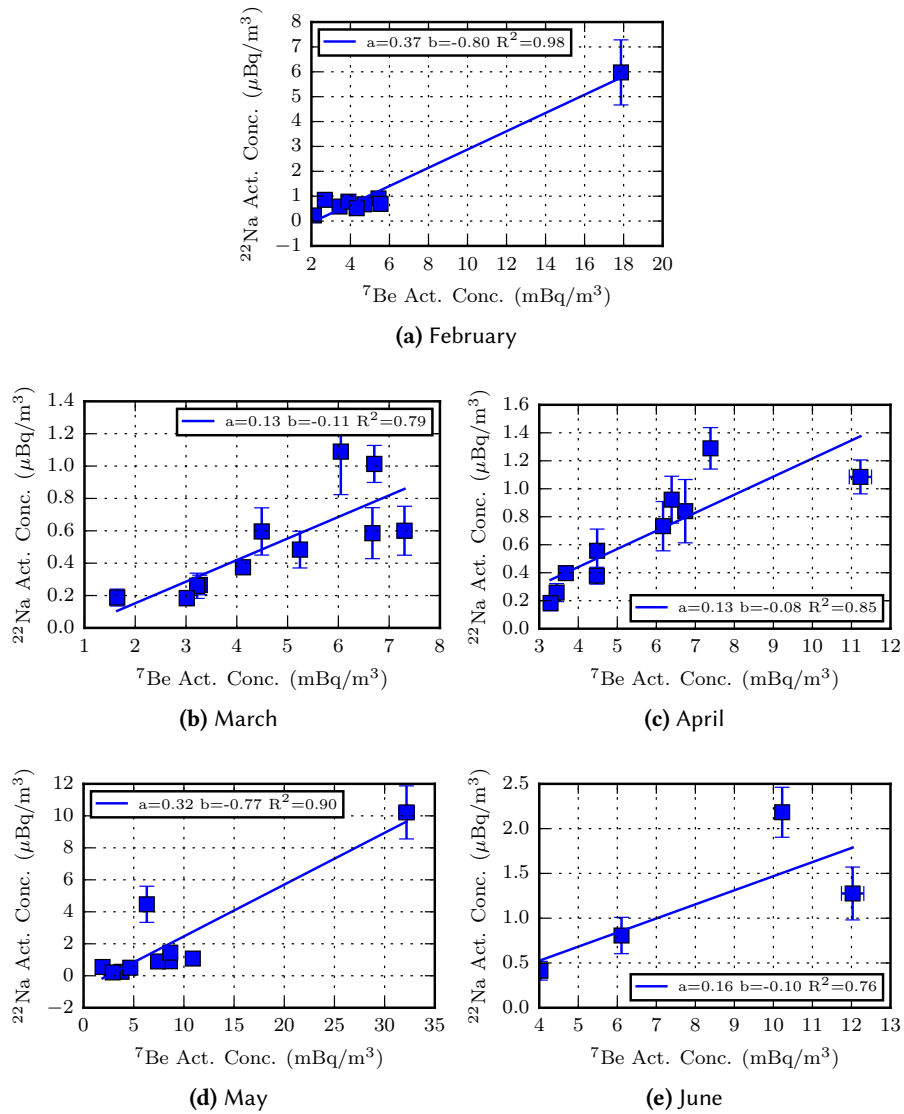 a=0.37 b=-0.80 R²=0.98
8
7
6
5
4
3
2
1
0
−1
²²Na Act. Conc. (μBq/m³)
2 4 6 8 10 12 14 16 18 20
⁷Be Act. Conc. (mBq/m³)
(a) February
a=0.13 b=-0.11 R²=0.79
1.4
1.2
1.0
0.8
0.6
0.4
0.2
0.0
²²Na Act. Conc. (μBq/m³)
1 2 3 4 5 6 7 8
⁷Be Act. Conc. (mBq/m³)
(b) March
1.6
1.4
1.2
1.0
0.8
0.6
0.4
0.2
0.0
²²Na Act. Conc. (μBq/m³)
a=0.13 b=-0.08 R²=0.85
3 4 5 6 7 8 9 10 11 12
⁷Be Act. Conc. (mBq/m³)
(c) April
a=0.32 b=-0.77 R²=0.90
12
10
8
6
4
2
0
−2
²²Na Act. Conc. (μBq/m³)
0 5 10 15 20 25 30 35
⁷Be Act. Conc. (mBq/m³)
(d) May
2.5
2.0
1.5
1.0
0.5
0.0
²²Na Act. Conc. (μBq/m³)
a=0.16 b=-0.10 R²=0.76
4 5 6 7 8 9 10 11 12 13
⁷Be Act. Conc. (mBq/m³)
(e) June